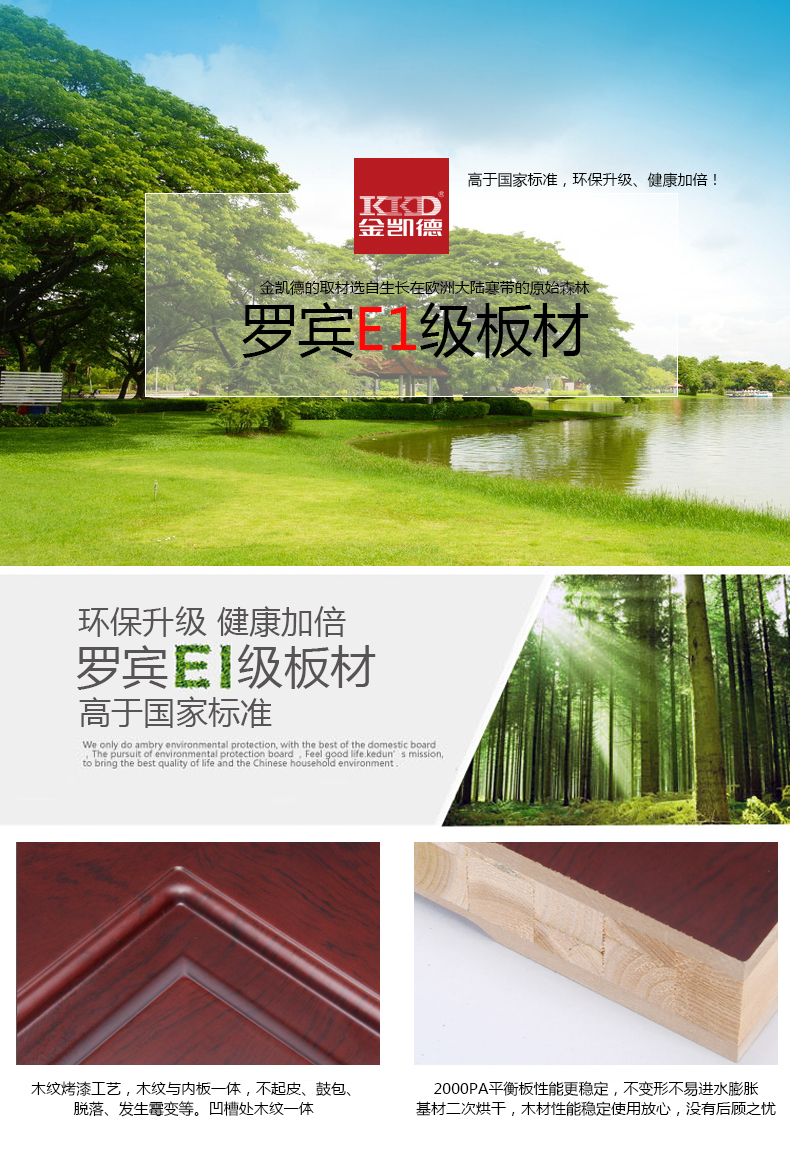 高于国家标准，环保升级、健康加倍！
KKD®
金凯德
金凯德的取材选自生长在欧洲大陆寒带的原始森林
罗宾E1级板材
环保升级 健康加倍
罗宾E1级板材
高于国家标准
We only do ambry environmental protection, with the best of the domestic board
, The pursuit of environmental protection board , Feel good life.kedun's mission,
to bring the best quality of life and the Chinese household environment .
木纹烤漆工艺，木纹与内板一体，不起皮、鼓包、
脱落、发生霉变等。凹槽处木纹一体
2000PA平衡板性能更稳定，不变形不易进水膨胀
基材二次烘干，木材性能稳定使用放心，没有后顾之忧